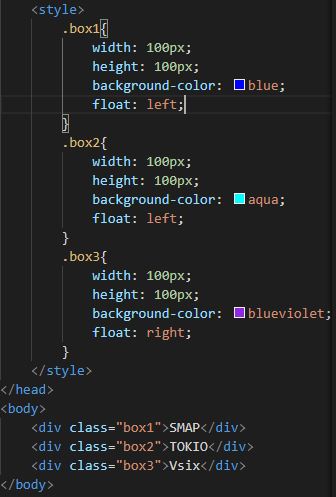 <style>
.box1{
width: 100px;
height: 100px;
background-color: blue;
float: left;
}
.box2{
width: 100px;
height: 100px;
background-color: aqua;
float: left;
}
.box3{
width: 100px;
height: 100px;
background-color: blueviolet;
float: right;
}
</style>
</head>
<body>
<div class="box1">SMAP</div>
<div class="box2">TOKIO</div>
<div class="box3">Vsix</div>
</body>